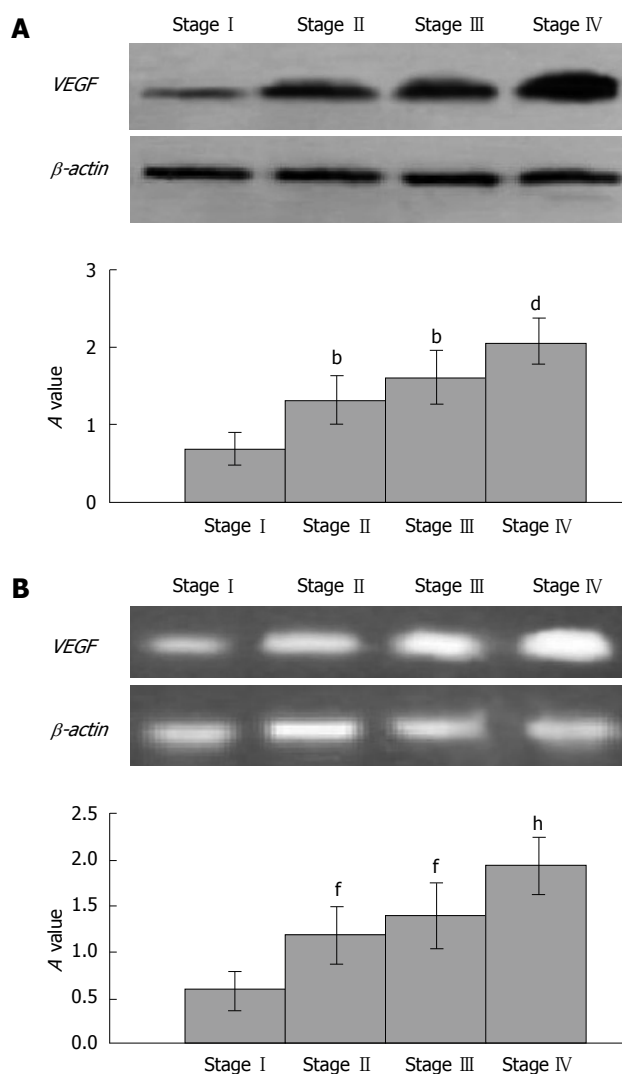 A
Stage Ⅰ Stage Ⅱ Stage Ⅲ Stage Ⅳ
VEGF
β-actin
3
2
1
0
A value
b b d
Stage Ⅰ Stage Ⅱ Stage Ⅲ Stage Ⅳ
B
Stage Ⅰ Stage Ⅱ Stage Ⅲ Stage Ⅳ
VEGF
β-actin
2.5
2.0
1.5
1.0
0.5
0.0
A value
f f h
Stage Ⅰ Stage Ⅱ Stage Ⅲ Stage Ⅳ